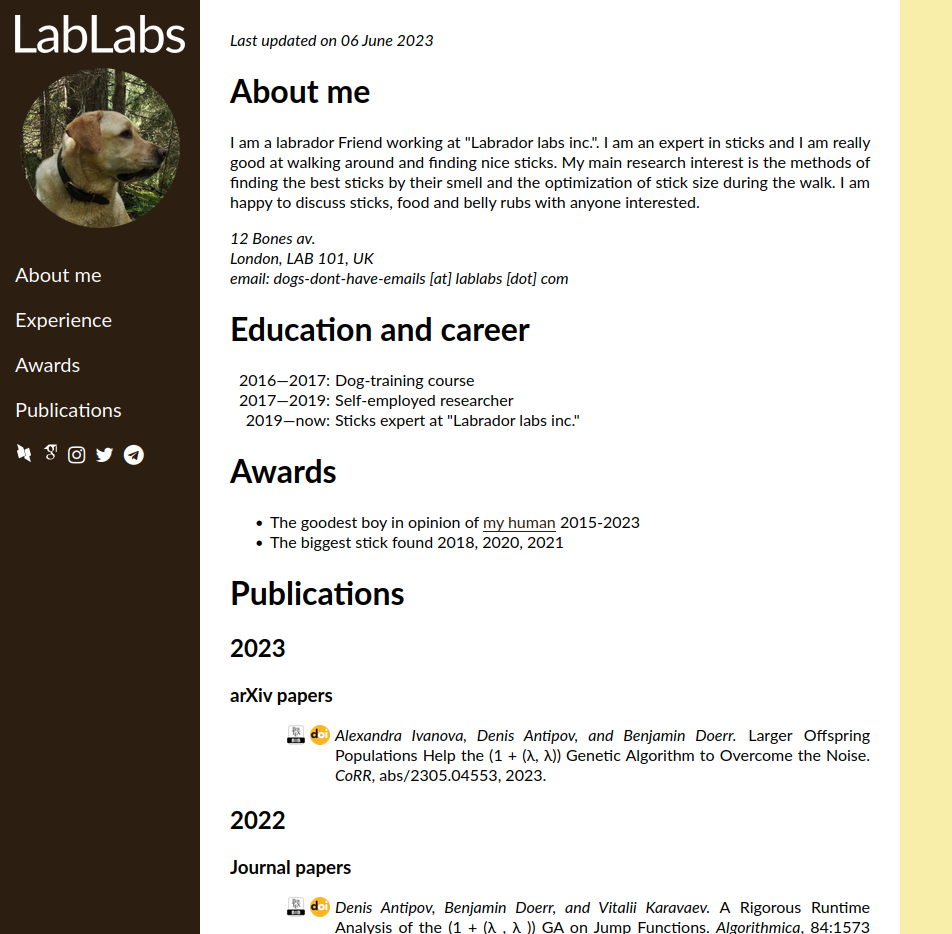 LabLabs
About me
Experience
Awards
Publications
Last updated on 06 June 2023
About me
I am a labrador Friend working at "Labrador labs inc.". I am an expert in sticks and I am really
good at walking around and finding nice sticks. My main research interest is the methods of
finding the best sticks by their smell and the optimization of stick size during the walk. I am
happy to discuss sticks, food and belly rubs with anyone interested.
12 Bones av.
London, LAB 101, UK
email: dogs-dont-have-emails [at] lablabs [dot] com
Education and career
2016—2017: Dog-training course
2017—2019: Self-employed researcher
2019—now: Sticks expert at "Labrador labs inc."
Awards
• The goodest boy in opinion of my human 2015-2023
• The biggest stick found 2018, 2020, 2021
Publications
2023
arXiv papers
doi Alexandra Ivanova, Denis Antipov, and Benjamin Doerr. Larger Offspring
Populations Help the (1 + (λ, λ)) Genetic Algorithm to Overcome the Noise.
CoRR, abs/2305.04553, 2023.
2022
Journal papers
doi Denis Antipov, Benjamin Doerr, and Vitalii Karavaev. A Rigorous Runtime
Analysis of the (1 + (λ , λ )) GA on Jump Functions. Algorithmica, 84:1573